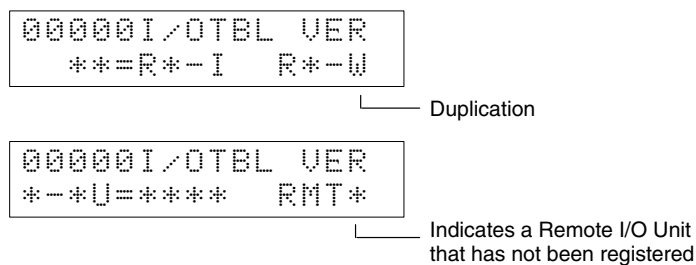 00000I/OTBL VER
**=R*-I R*-W
Duplication
00000I/OTBL VER
*-*U=**** RMT*
Indicates a Remote I/O Unit
that has not been registered